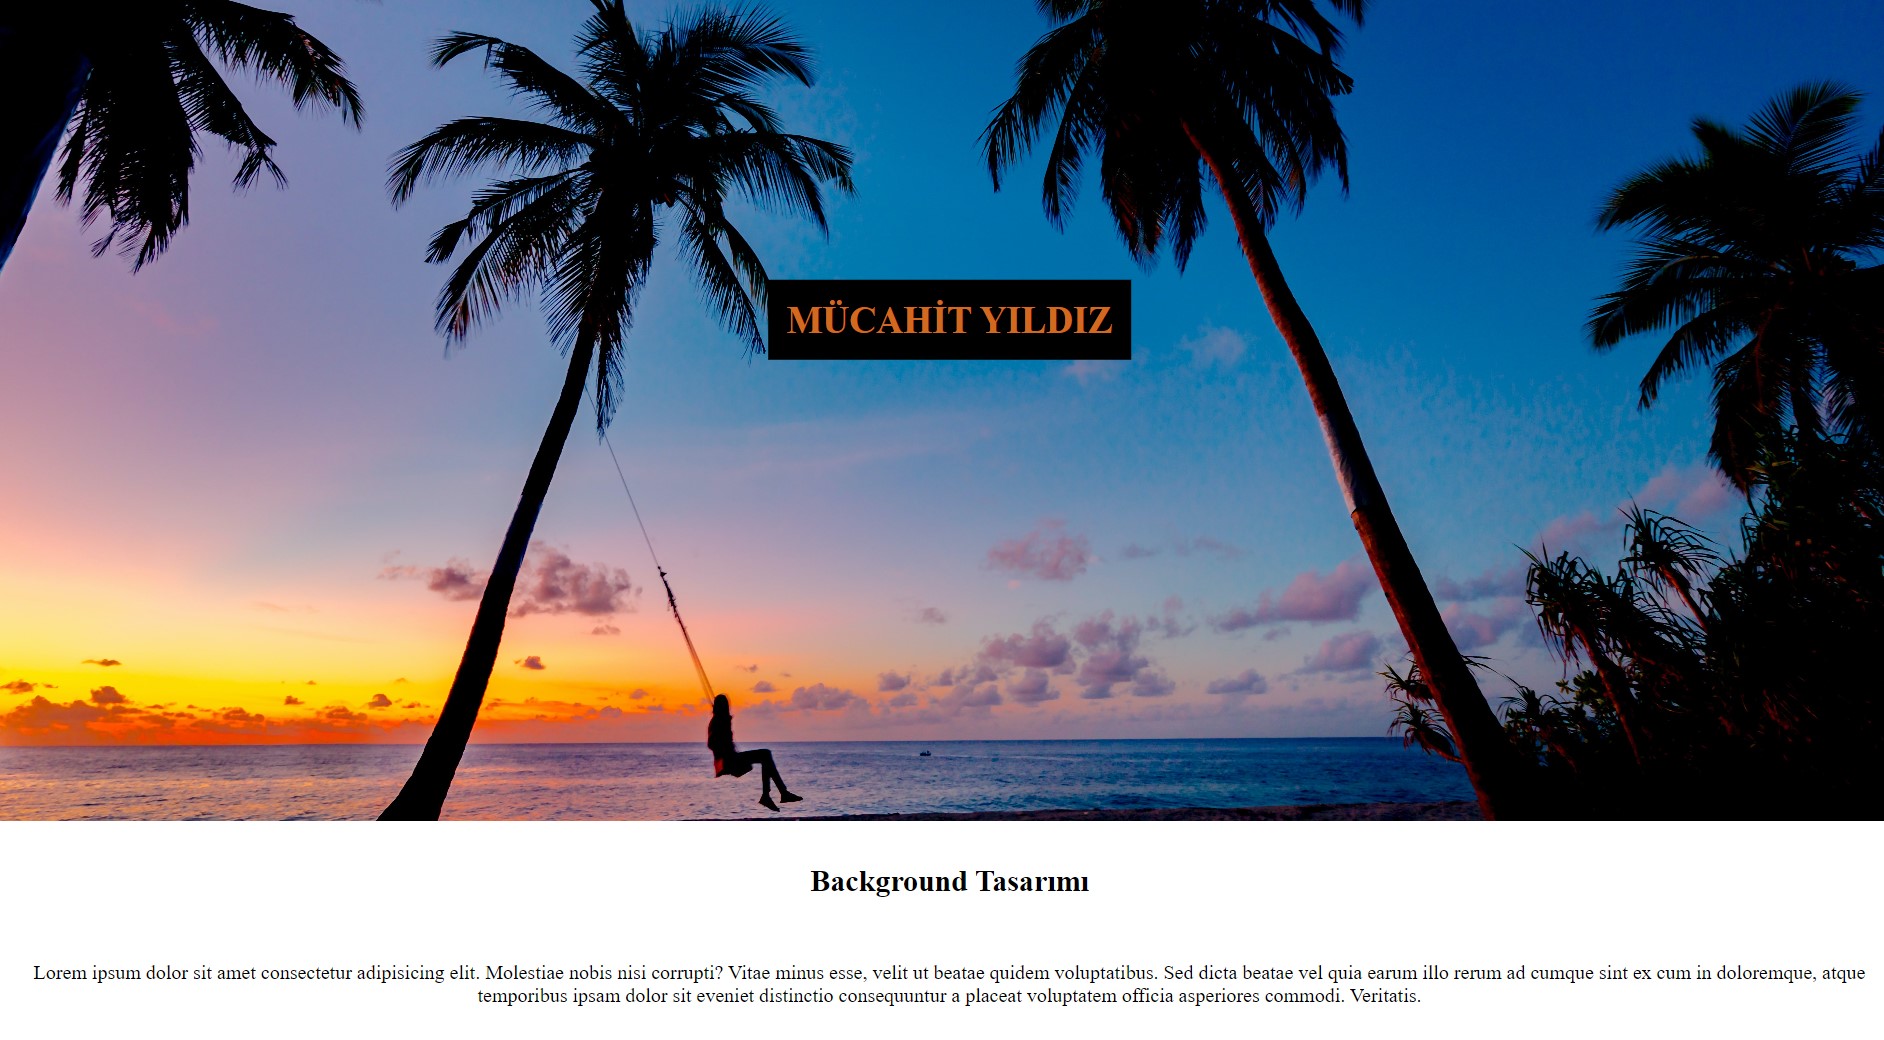 MÜCAHİT YILDIZ
Background Tasarımı
Lorem ipsum dolor sit amet consectetur adipisicing elit. Molestiae nobis nisi corrupti? Vitae minus esse, velit ut beatae quidem voluptatibus. Sed dicta beatae vel quia earum illo rerum ad cumque sint ex cum in doloremque, atque
temporibus ipsam dolor sit eveniet distinctio consequuntur a placeat voluptatem officia asperiores commodi. Veritatis.